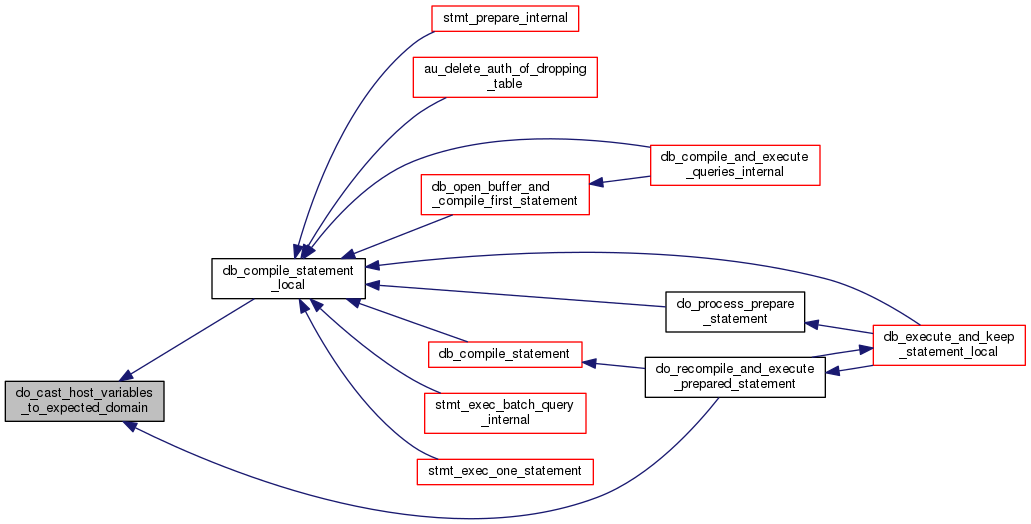 stmt_prepare_internal
au_delete_auth_of_dropping
_table
db_compile_and_execute
_queries_internal
db_open_buffer_and
_compile_first_statement
db_compile_statement
_local
do_process_prepare
_statement
db_execute_and_keep
_statement_local
db_compile_statement
do_recompile_and_execute
_prepared_statement
do_cast_host_variables
_to_expected_domain
stmt_exec_batch_query
_internal
stmt_exec_one_statement